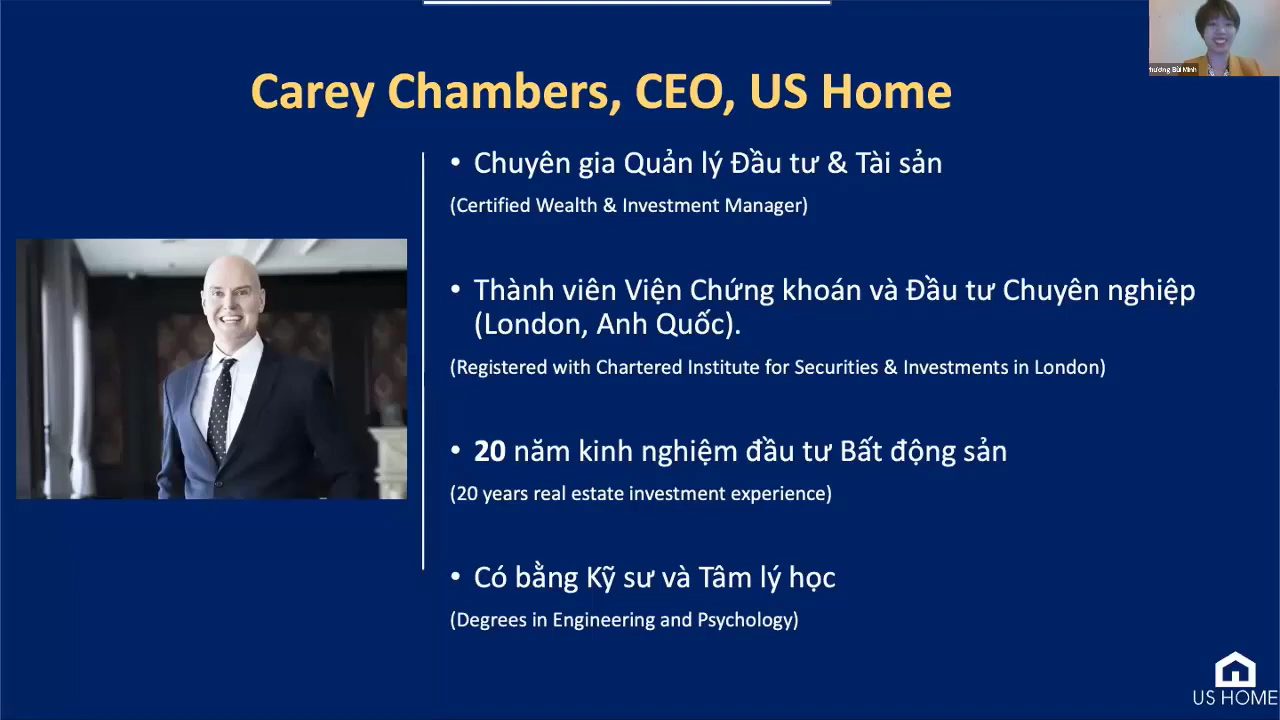 Phương Bùi Minh
Carey Chambers, CEO, US Home
• Chuyên gia Quản lý Đầu tư & Tài sản
(Certified Wealth & Investment Manager)
• Thành viên Viện Chứng khoán và Đầu tư Chuyên nghiệp
(London, Anh Quốc).
(Registered with Chartered Institute for Securities & Investments in London)
• 20 năm kinh nghiệm đầu tư Bất động sản
(20 years real estate investment experience)
• Có bằng Kỹ sư và Tâm lý học
(Degrees in Engineering and Psychology)
US HOME